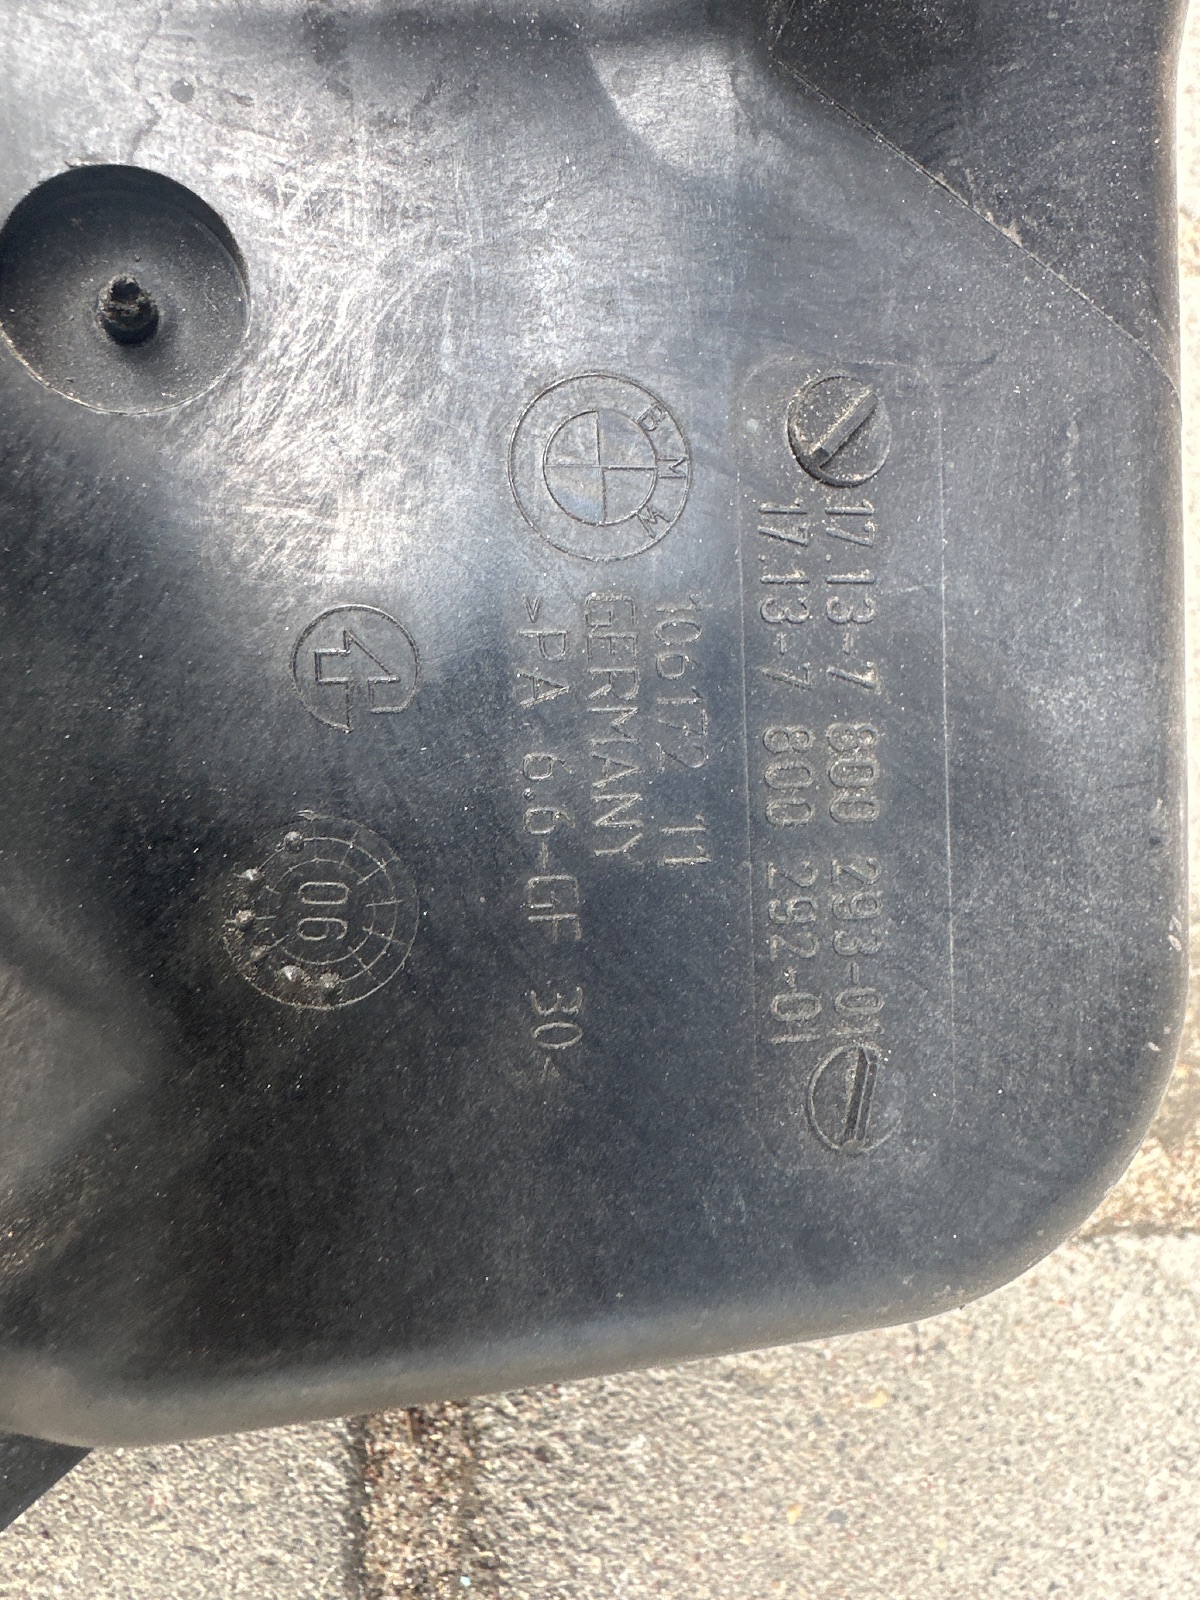 17.13-7 800 293-01
17.13-7 800 292-01
BMW
106172 11
GERMANY
>PA 6.6-GF 30<
06